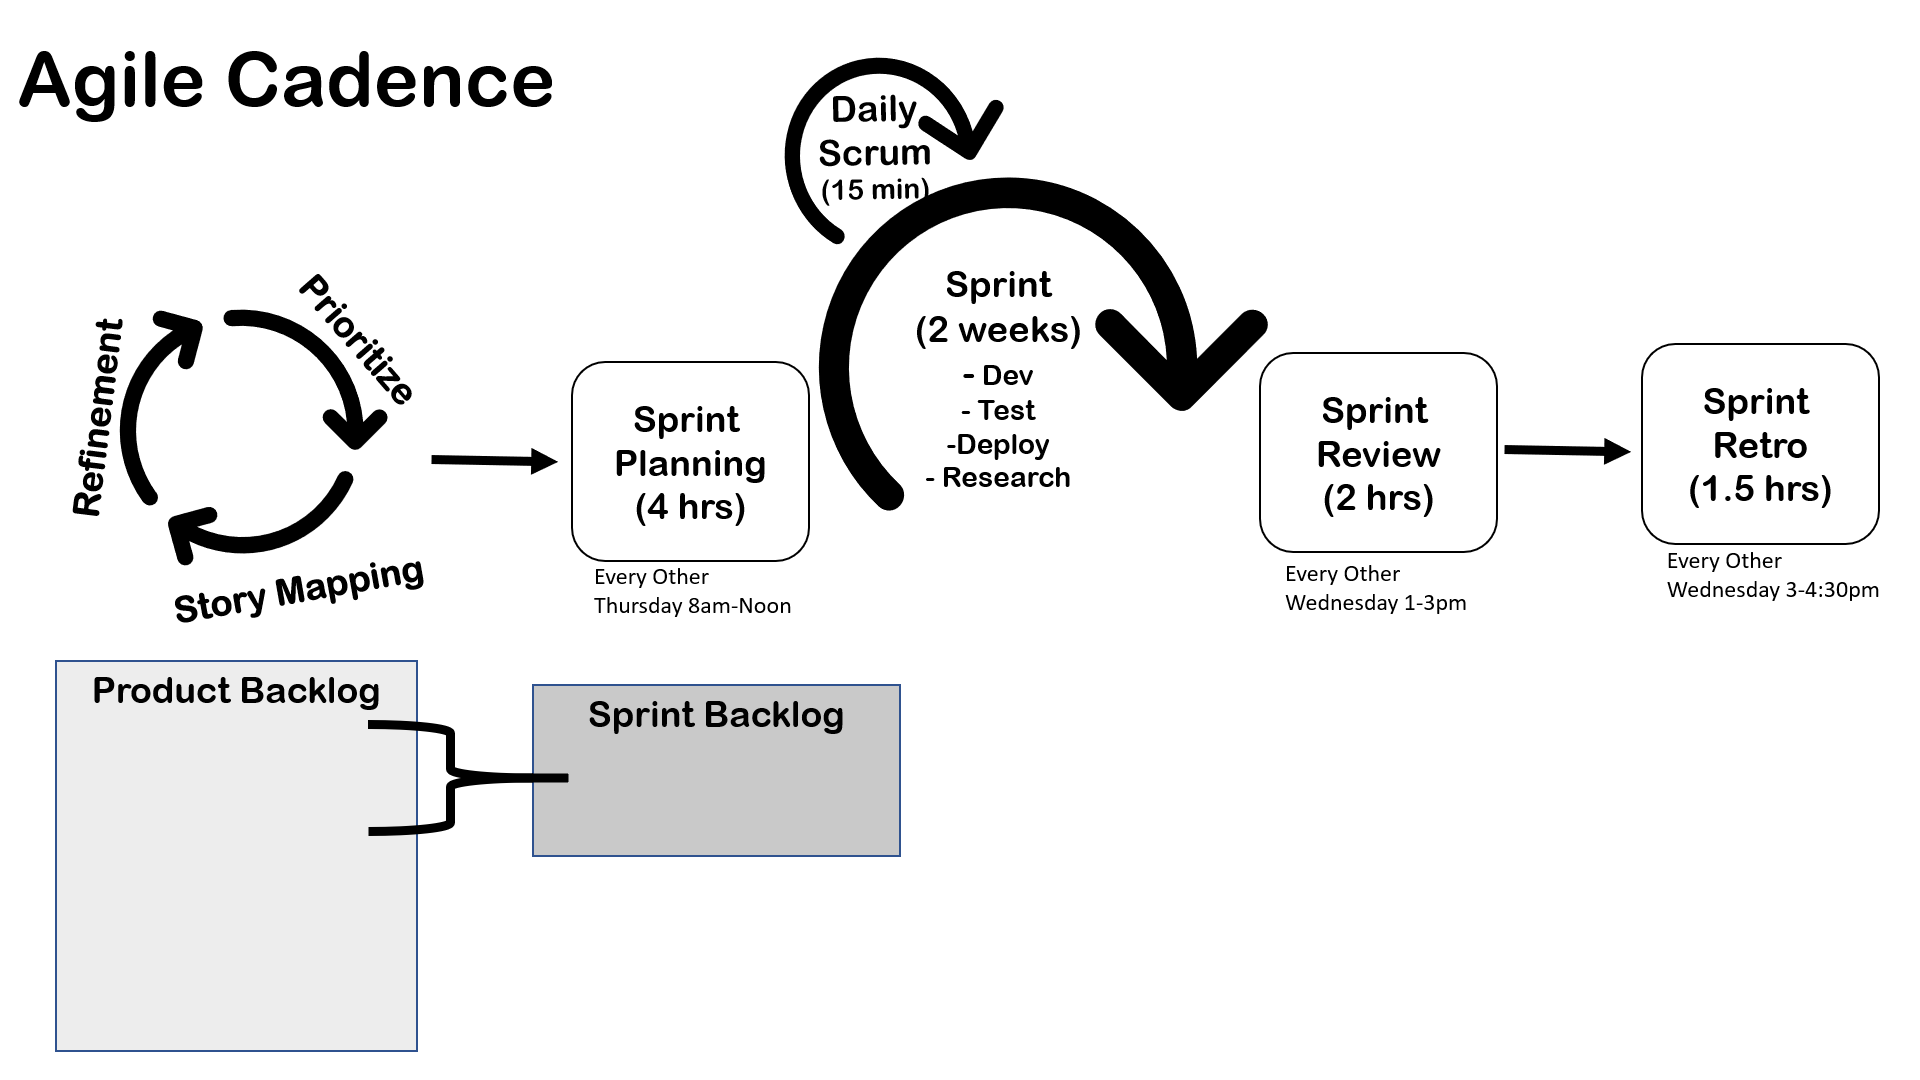 Agile Cadence
Daily
Scrum
(15 min)
Refinement
Prioritize
Story Mapping
Sprint
Planning
(4 hrs)
Every Other
Thursday 8am-Noon
Sprint
(2 weeks)
- Dev
- Test
-Deploy
- Research
Sprint
Review
(2 hrs)
Every Other
Wednesday 1-3pm
Sprint
Retro
(1.5 hrs)
Every Other
Wednesday 3-4:30pm
Product Backlog
Sprint Backlog